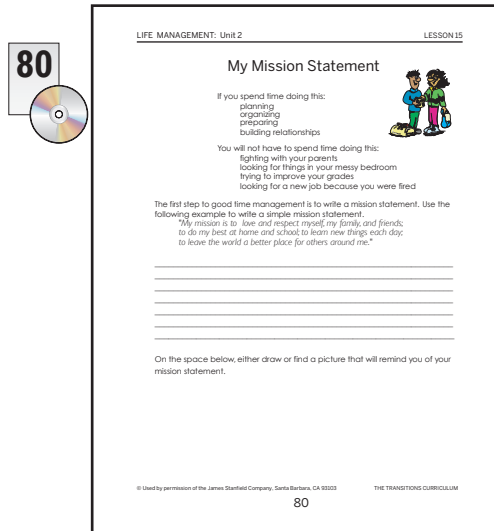 80
LIFE MANAGEMENT: Unit 2 LESSON 15
My Mission Statement
If you spend time doing this:
planning
organizing
preparing
building relationships
You will not have to spend time doing this:
fighting with your parents
looking for things in your messy bedroom
trying to improve your grades
looking for a new job because you were fired
The first step to good time management is to write a mission statement. Use the
following example to write a simple mission statement.
"My mission is to love and respect myself, my family, and friends;
to do my best at home and school; to learn new things each day;
to leave the world a better place for others around me."
On the space below, either draw or find a picture that will remind you of your
mission statement.
© Used by permission of the James Stanfield Company, Santa Barbara, CA 93103 THE TRANSITIONS CURRICULUM
80